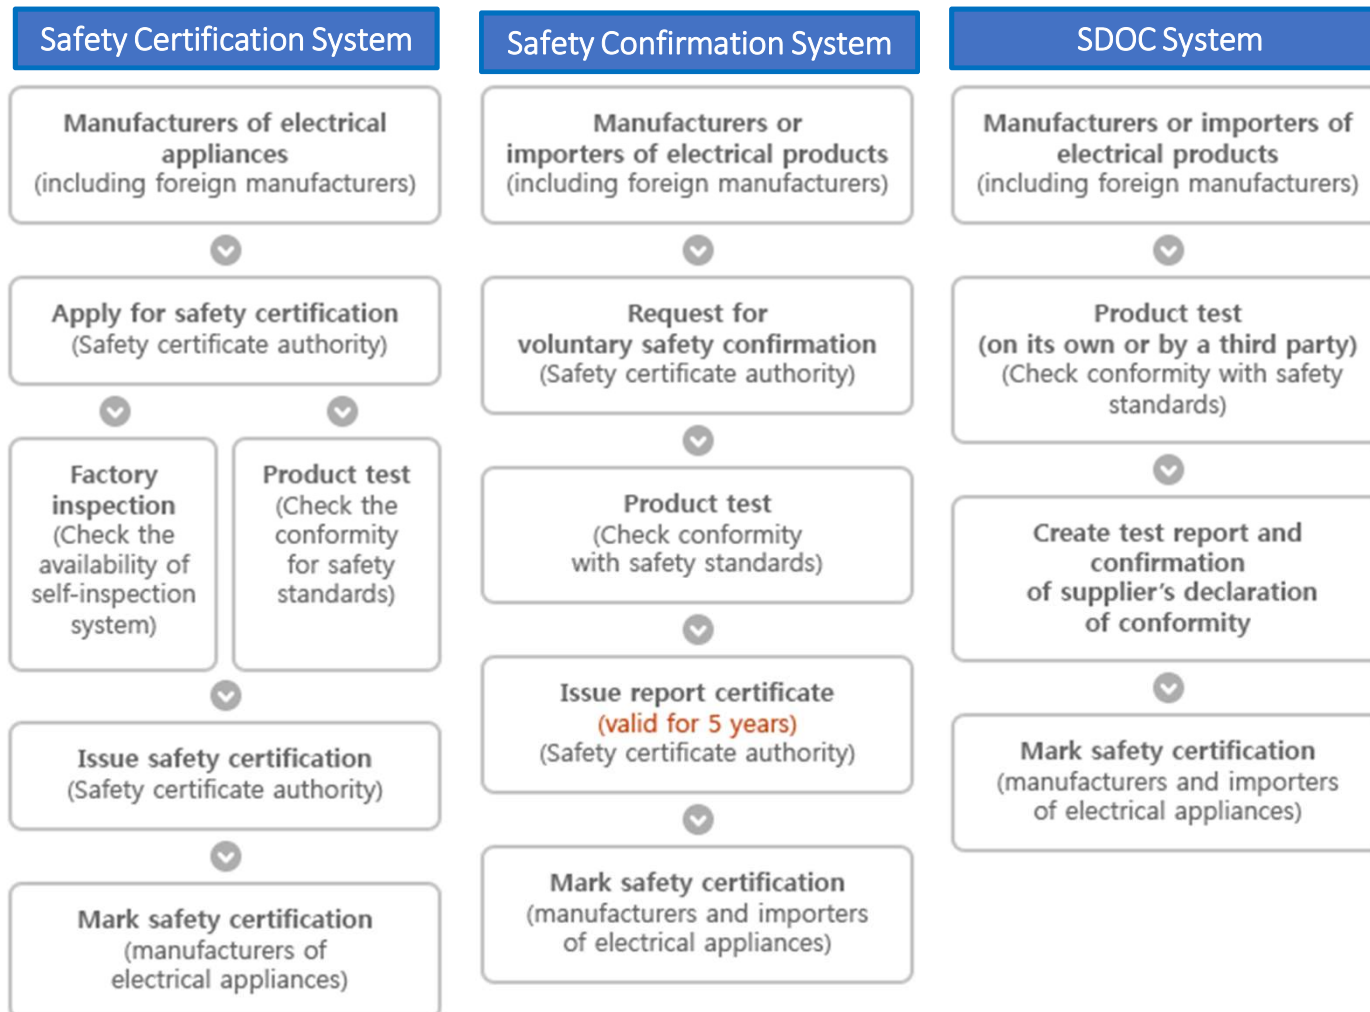 Safety Certification System
Manufacturers of electrical
appliances
(including foreign manufacturers)
Apply for safety certification
(Safety certificate authority)
Factory
inspection
(Check the
availability of
self-inspection
system)
Product test
(Check the
conformity
for safety
standards)
Issue safety certification
(Safety certificate authority)
Mark safety certification
(manufacturers of
electrical appliances)
Safety Confirmation System
Manufacturers or
importers of electrical products
(including foreign manufacturers)
Request for
voluntary safety confirmation
(Safety certificate authority)
Product test
(Check conformity
with safety standards)
Issue report certificate
(valid for 5 years)
(Safety certificate authority)
Mark safety certification
(manufacturers and importers
of electrical appliances)
SDOC System
Manufacturers or importers of
electrical products
(including foreign manufacturers)
Product test
(on its own or by a third party)
(Check conformity with safety
standards)
Create test report and
confirmation
of supplier's declaration
of conformity
Mark safety certification
(manufacturers and importers
of electrical appliances)